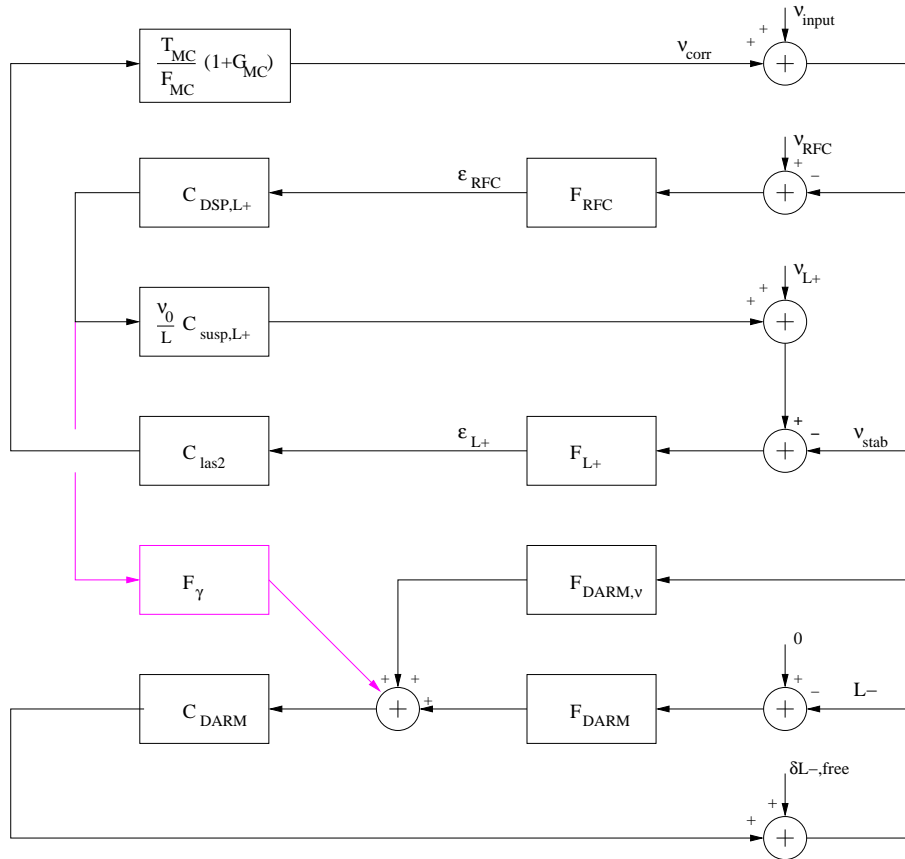 ν_input
T_MC / F_MC (1+G_MC)
ν_corr
+ +
+
ν_RFC
+ −
C_DSP,L+
ε_RFC
F_RFC
+
ν_L+
+ +
ν_0 / L C_susp,L+
+
+ −
C_las2
ε_L+
F_L+
ν_stab
F_γ
F_DARM,ν
0
+ + +
+ −
L−
C_DARM
+
F_DARM
+
δL−,free
+ +
+